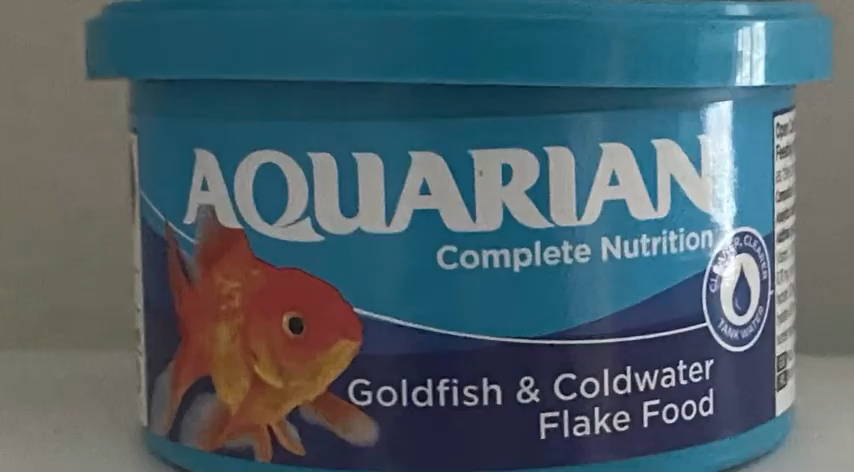 AQUARIAN
Complete Nutrition
CLEANER, CLEARER
TANK WATER
Goldfish & Coldwater
Flake Food